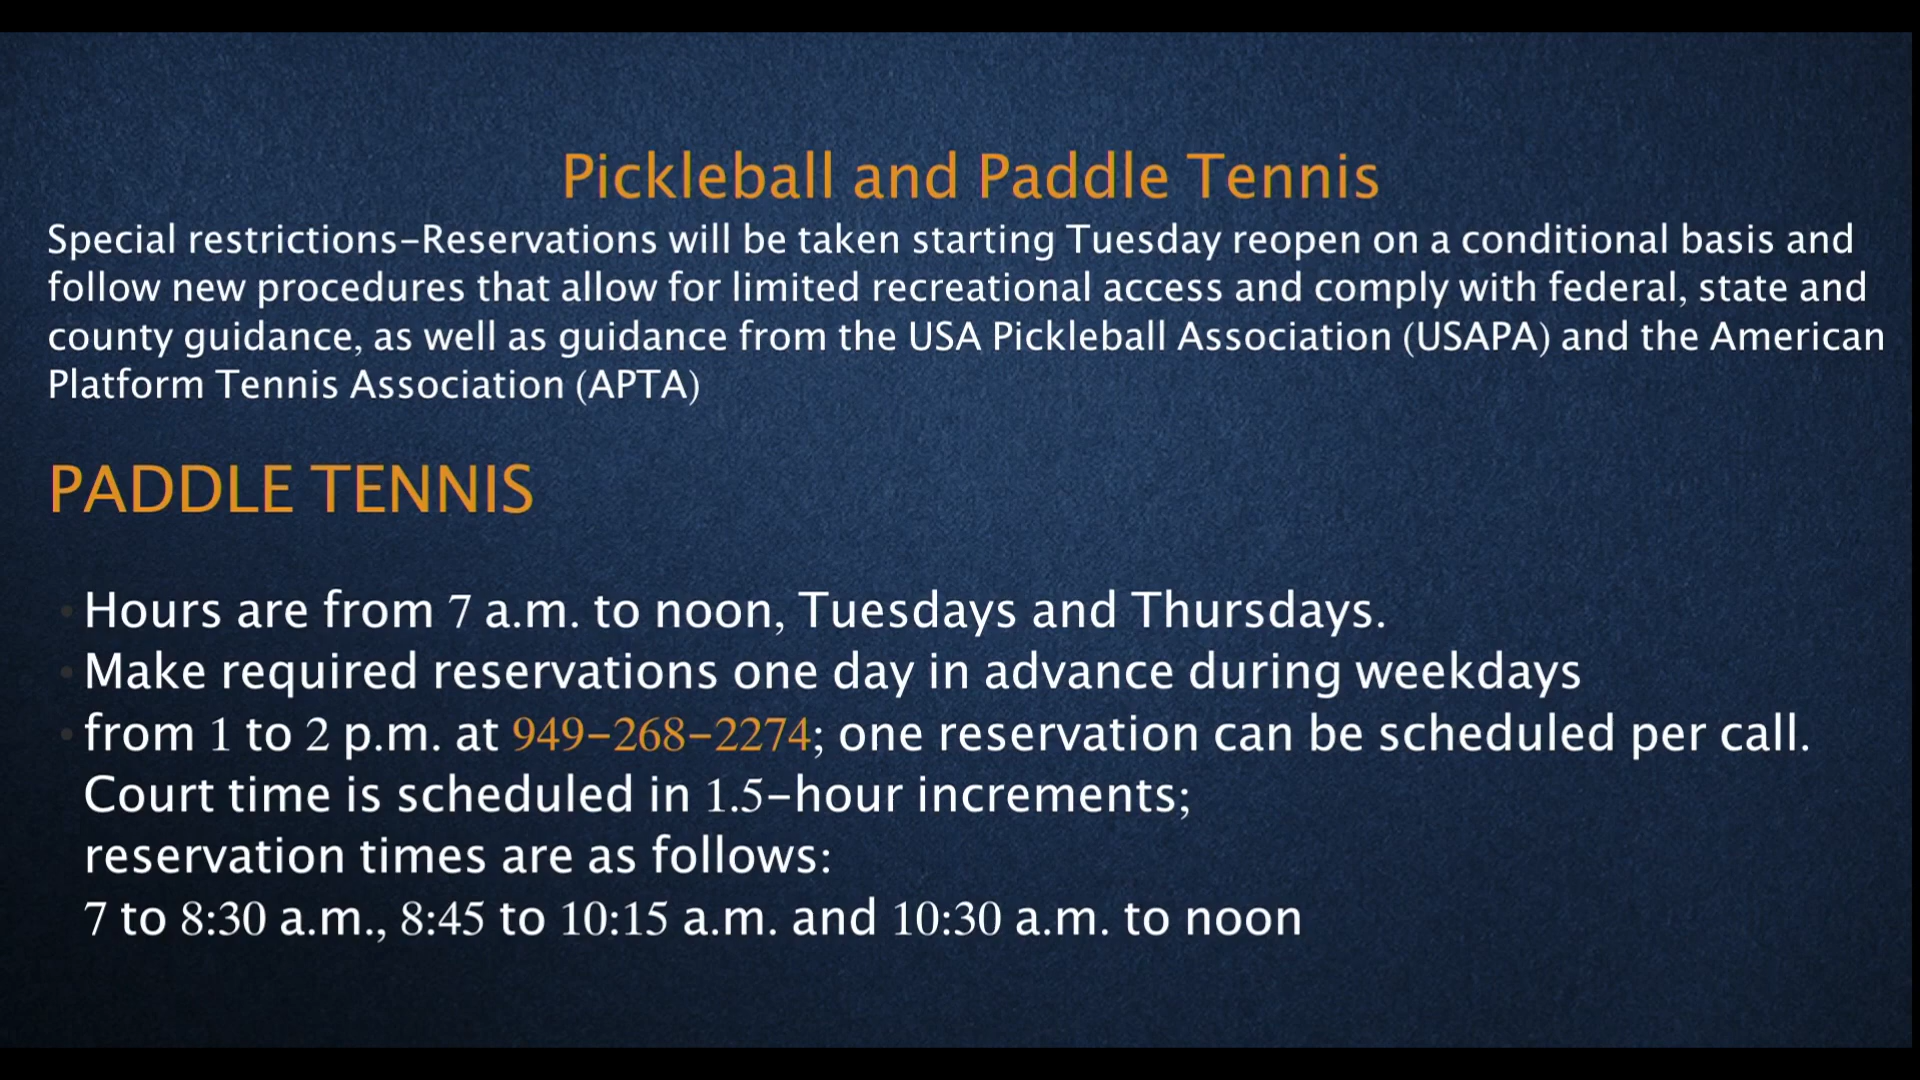 Pickleball and Paddle Tennis
Special restrictions–Reservations will be taken starting Tuesday reopen on a conditional basis and
follow new procedures that allow for limited recreational access and comply with federal, state and
county guidance, as well as guidance from the USA Pickleball Association (USAPA) and the American
Platform Tennis Association (APTA)
PADDLE TENNIS
• Hours are from 7 a.m. to noon, Tuesdays and Thursdays.
• Make required reservations one day in advance during weekdays
• from 1 to 2 p.m. at 949–268–2274; one reservation can be scheduled per call.
Court time is scheduled in 1.5–hour increments;
reservation times are as follows:
7 to 8:30 a.m., 8:45 to 10:15 a.m. and 10:30 a.m. to noon